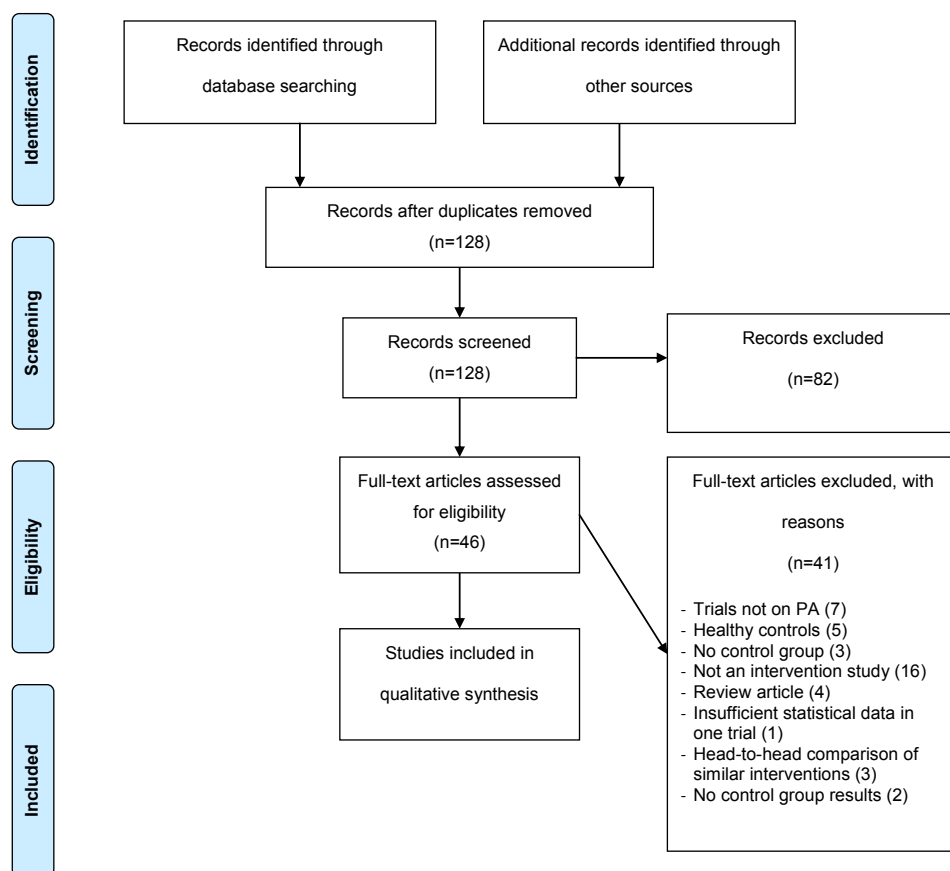 Identification
Records identified through
database searching
Additional records identified through
other sources
Records after duplicates removed
(n=128)
Screening
Records screened
(n=128)
Records excluded
(n=82)
Eligibility
Full-text articles assessed
for eligibility
(n=46)
Full-text articles excluded, with
reasons
(n=41)
- Trials not on PA (7)
- Healthy controls (5)
- No control group (3)
- Not an intervention study (16)
- Review article (4)
- Insufficient statistical data in
one trial (1)
- Head-to-head comparison of
similar interventions (3)
- No control group results (2)
Studies included in
qualitative synthesis
Included